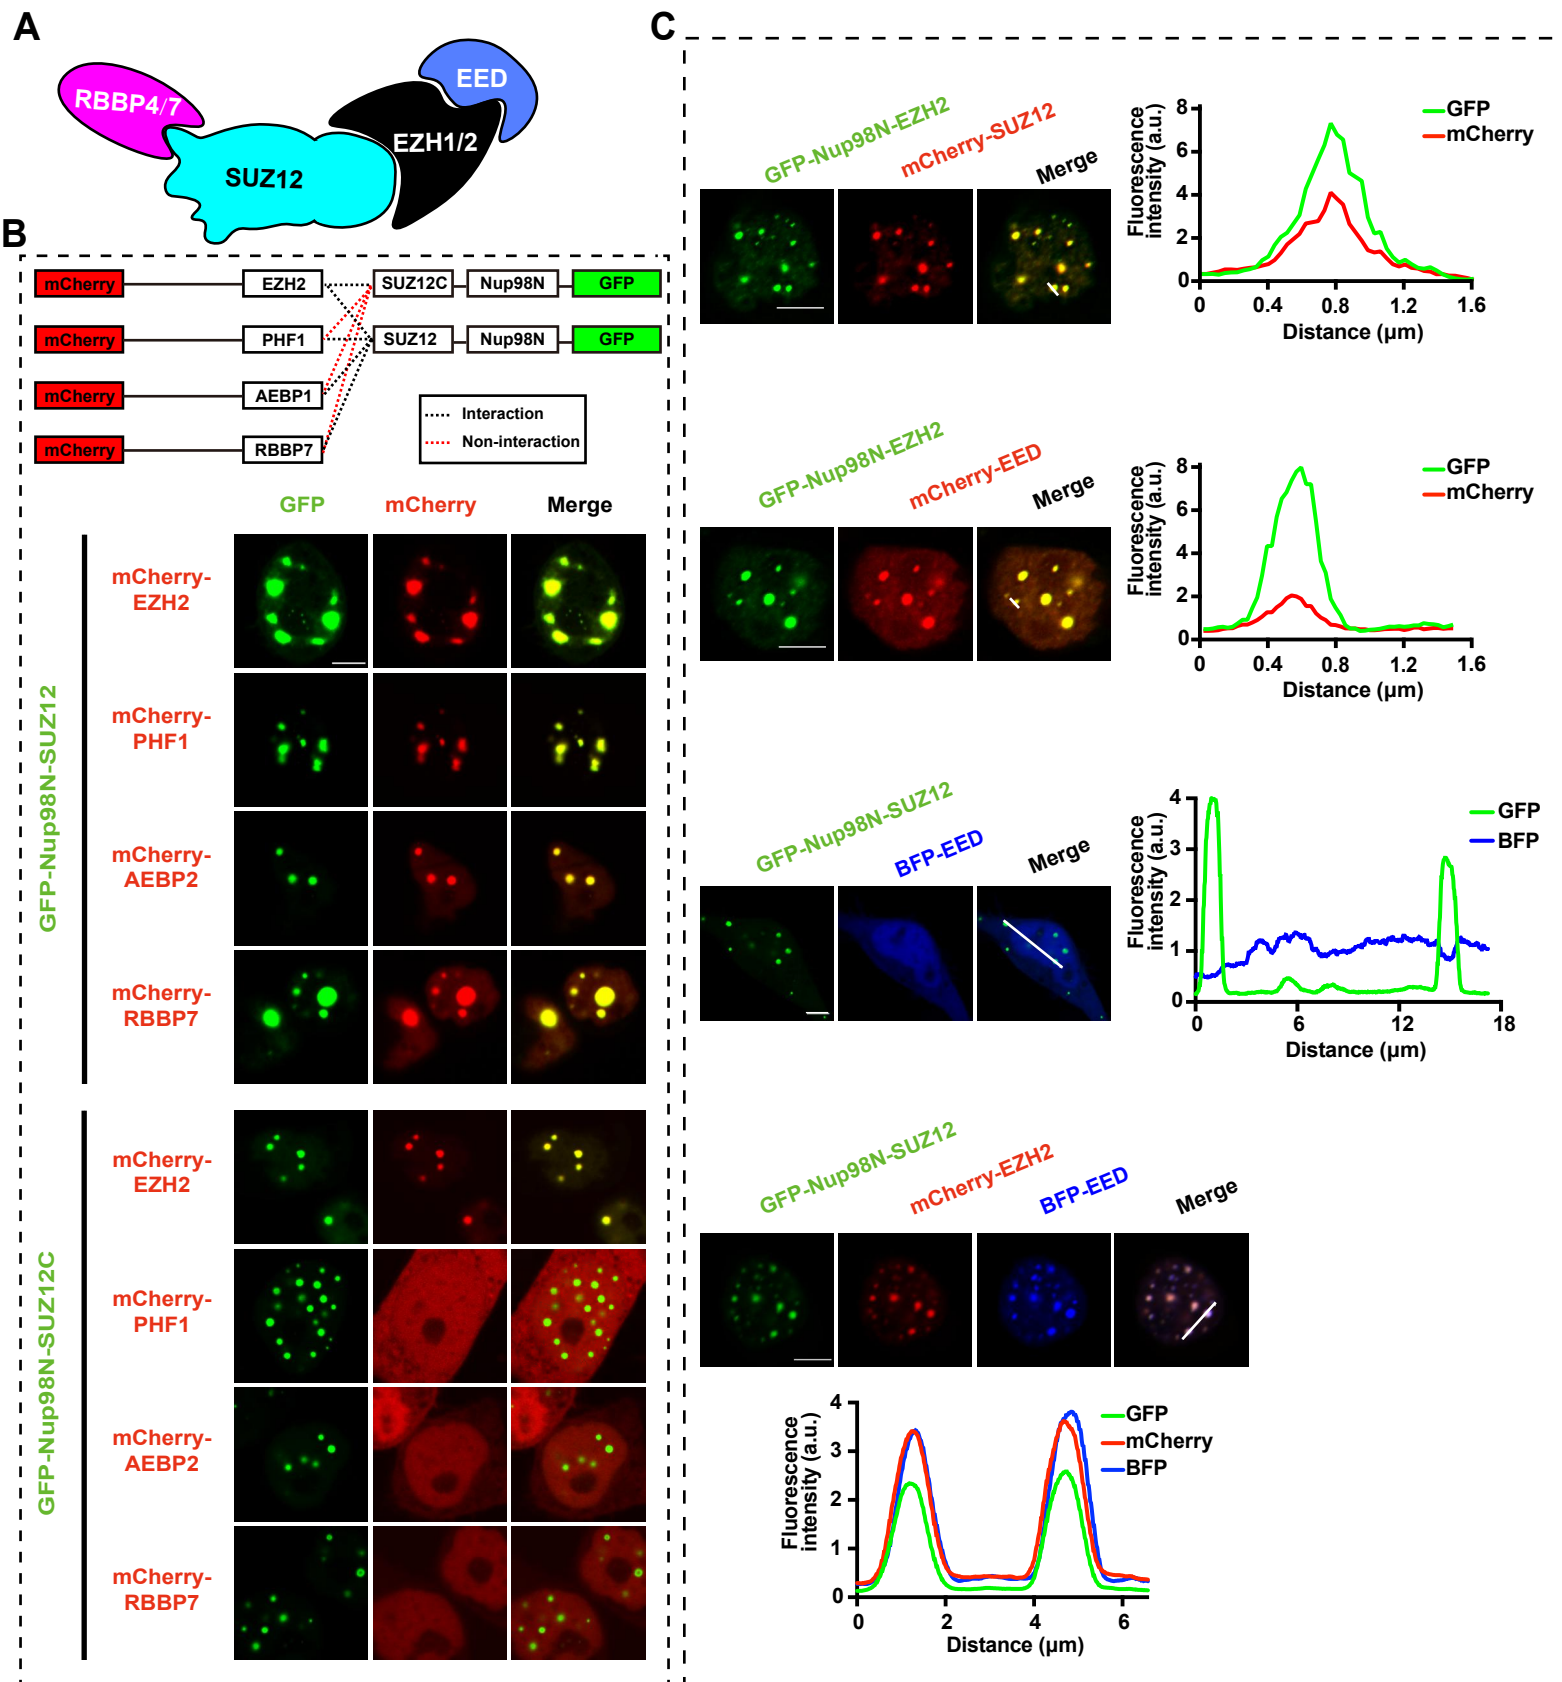 A
RBBP4/7
SUZ12
EZH1/2
EED
B
mCherry
EZH2
SUZ12C
Nup98N
GFP
mCherry
PHF1
SUZ12
Nup98N
GFP
mCherry
AEBP1
mCherry
RBBP7
Interaction
Non-interaction
GFP
mCherry
Merge
GFP-Nup98N-SUZ12
mCherry-
EZH2
mCherry-
PHF1
mCherry-
AEBP2
mCherry-
RBBP7
GFP-Nup98N-SUZ12C
mCherry-
EZH2
mCherry-
PHF1
mCherry-
AEBP2
mCherry-
RBBP7
C
GFP-Nup98N-EZH2
mCherry-SUZ12
Merge
Fluorescence
intensity (a.u.)
8
6
4
2
0
0
0.4
0.8
1.2
1.6
Distance (μm)
GFP
mCherry
GFP-Nup98N-EZH2
mCherry-EED
Merge
Fluorescence
intensity (a.u.)
8
6
4
2
0
0
0.4
0.8
1.2
1.6
Distance (μm)
GFP
mCherry
GFP-Nup98N-SUZ12
BFP-EED
Merge
Fluorescence
intensity (a.u.)
4
3
2
1
0
0
6
12
18
Distance (μm)
GFP
BFP
GFP-Nup98N-SUZ12
mCherry-EZH2
BFP-EED
Merge
Fluorescence
intensity (a.u.)
4
3
2
1
0
0
2
4
6
Distance (μm)
GFP
mCherry
BFP